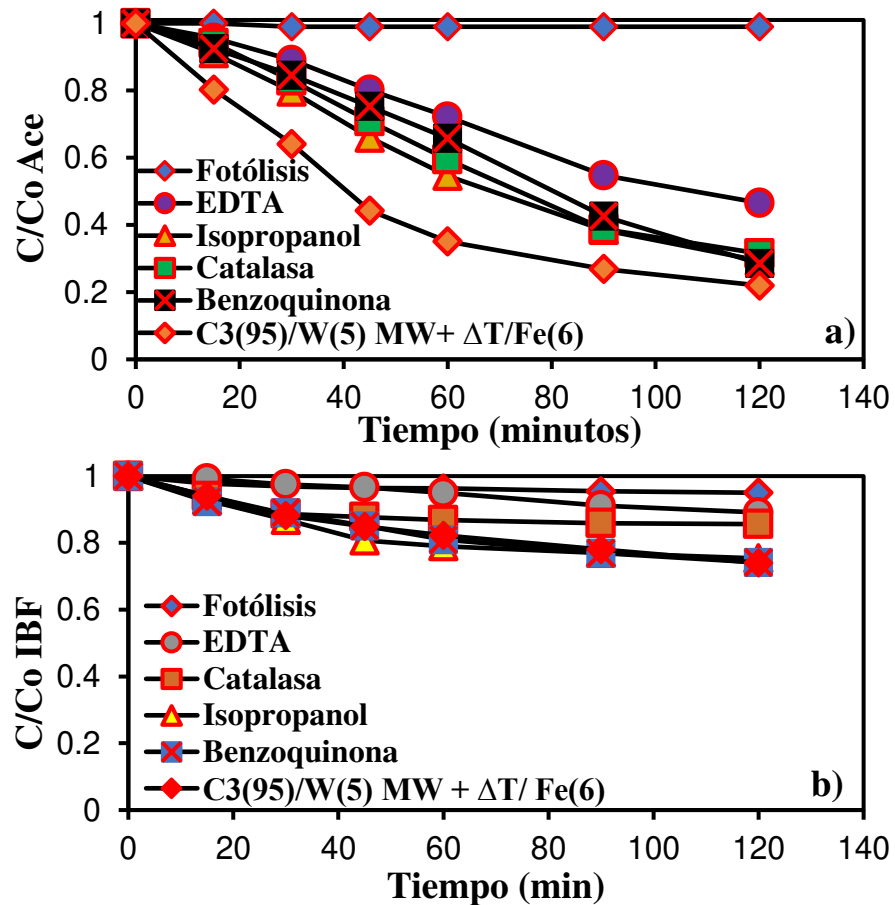 1
0.8
0.6
0.4
0.2
0
C/Co Ace
Fotólisis
EDTA
Isopropanol
Catalasa
Benzoquinona
C3(95)/W(5) MW+ ΔT/Fe(6)
a)
0 20 40 60 80 100 120 140
Tiempo (minutos)
1
0.8
0.6
0.4
0.2
0
C/Co IBF
Fotólisis
EDTA
Catalasa
Isopropanol
Benzoquinona
C3(95)/W(5) MW + ΔT/ Fe(6)
b)
0 20 40 60 80 100 120 140
Tiempo (min)